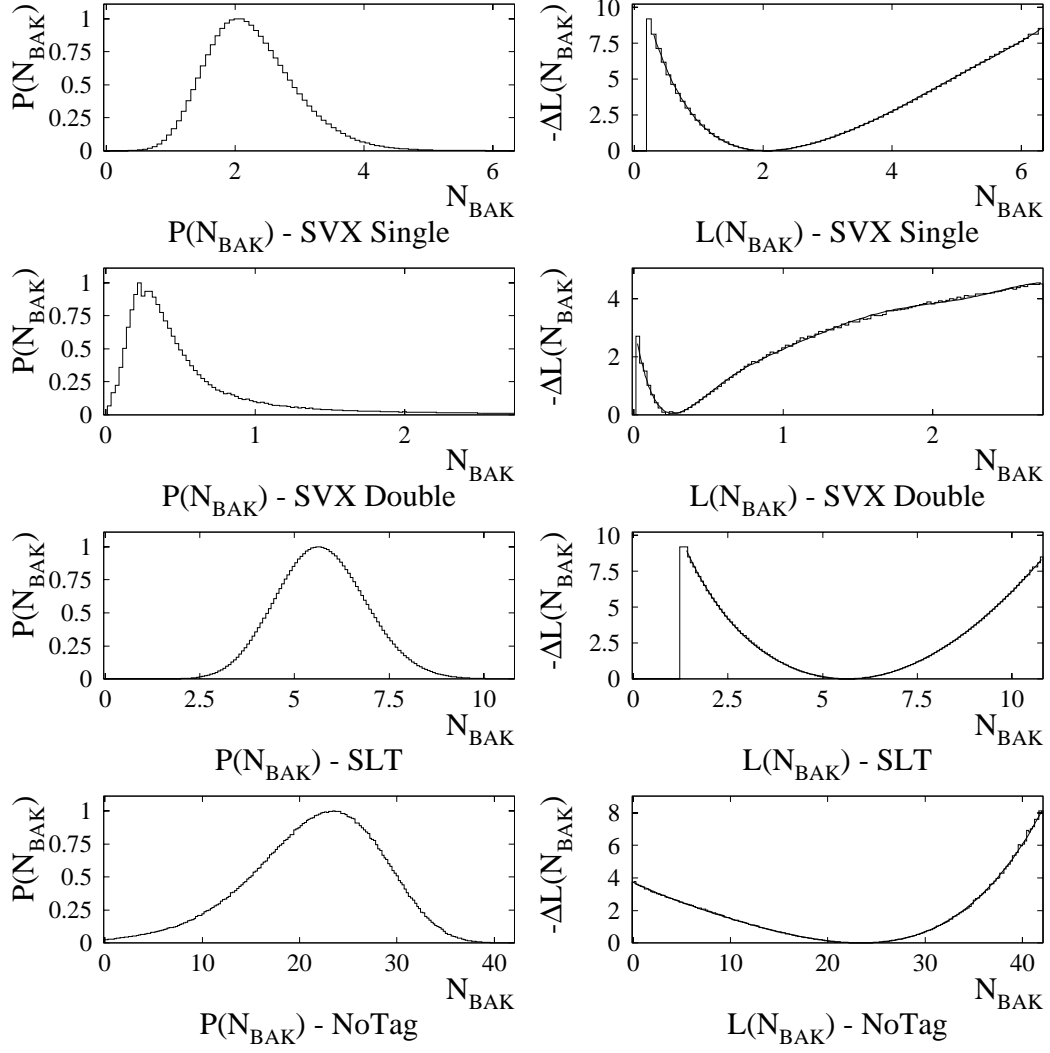 P(N_BAK)
1
0.75
0.5
0.25
0
0 2 4 6
N_BAK
P(N_BAK) - SVX Single
-ΔL(N_BAK)
10
7.5
5
2.5
0
0 2 4 6
N_BAK
L(N_BAK) - SVX Single
P(N_BAK)
1
0.75
0.5
0.25
0
0 1 2
N_BAK
P(N_BAK) - SVX Double
-ΔL(N_BAK)
4
2
0
0 1 2
N_BAK
L(N_BAK) - SVX Double
P(N_BAK)
1
0.75
0.5
0.25
0
0 2.5 5 7.5 10
N_BAK
P(N_BAK) - SLT
-ΔL(N_BAK)
10
7.5
5
2.5
0
0 2.5 5 7.5 10
N_BAK
L(N_BAK) - SLT
P(N_BAK)
1
0.75
0.5
0.25
0
0 10 20 30 40
N_BAK
P(N_BAK) - NoTag
-ΔL(N_BAK)
8
6
4
2
0
0 10 20 30 40
N_BAK
L(N_BAK) - NoTag